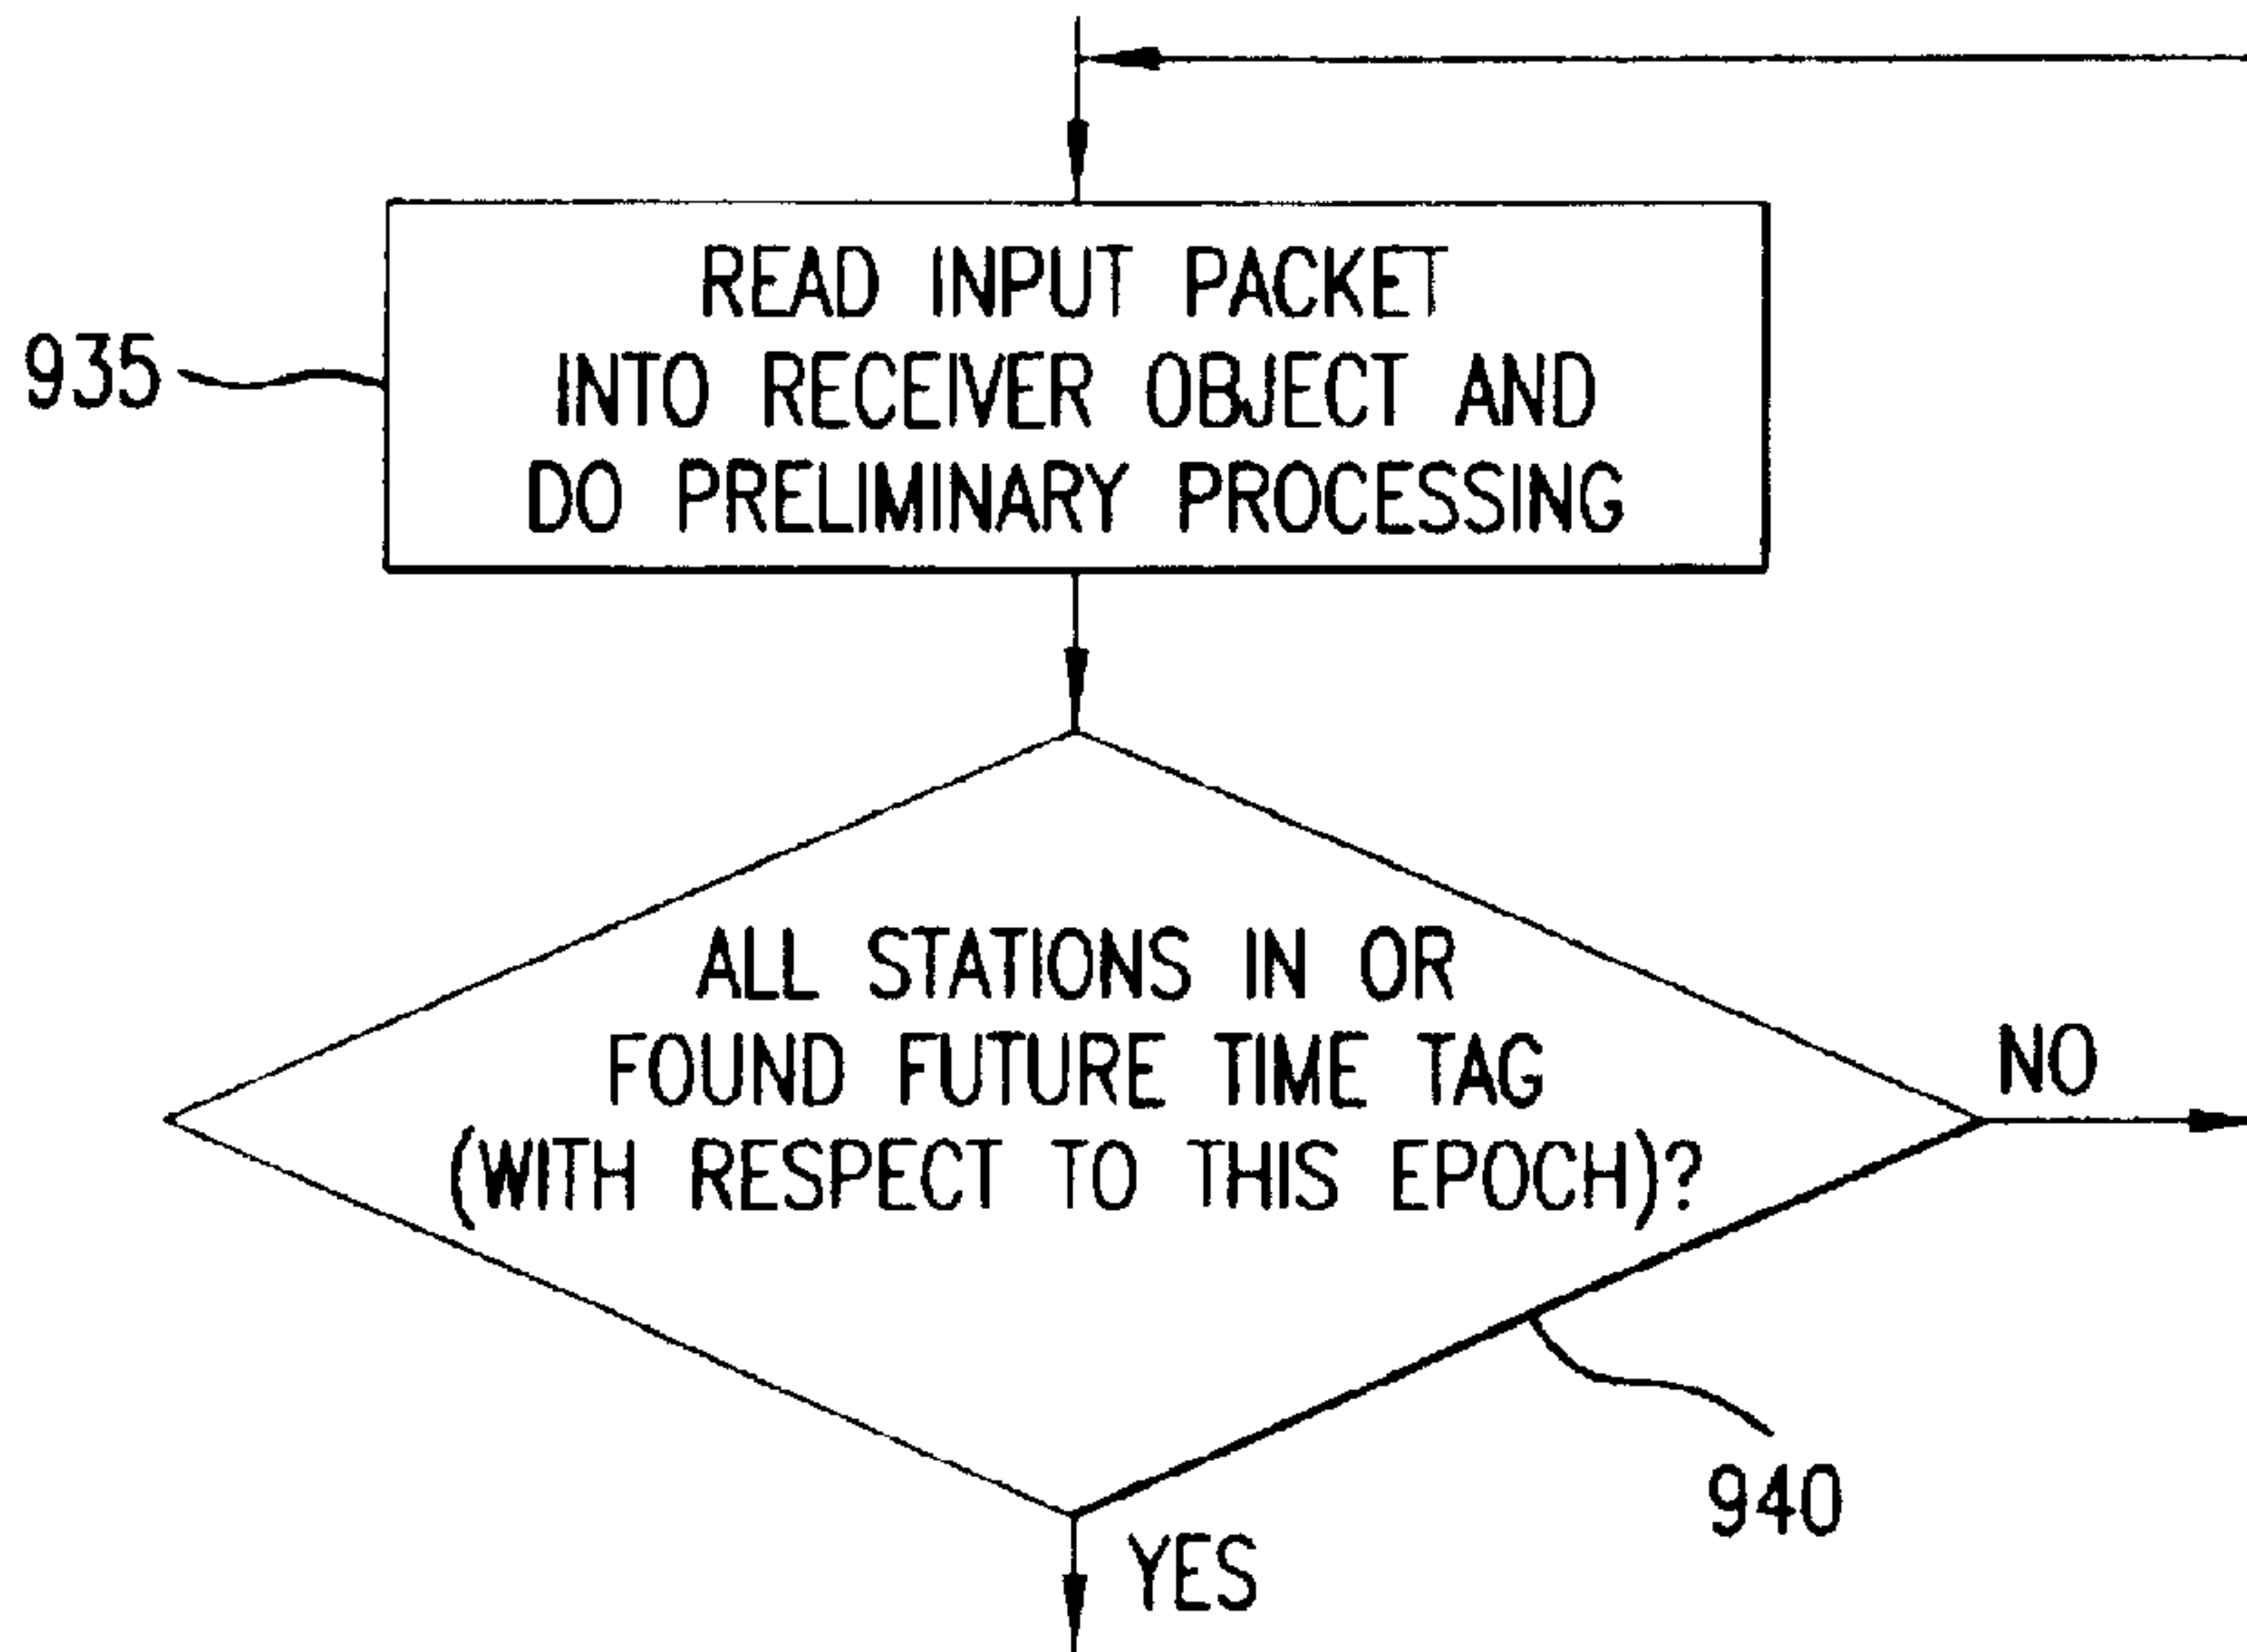 READ INPUT PACKET
INTO RECEIVER OBJECT AND
DO PRELIMINARY PROCESSING
935
ALL STATIONS IN OR
FOUND FUTURE TIME TAG
(WITH RESPECT TO THIS EPOCH)?
NO
940
YES